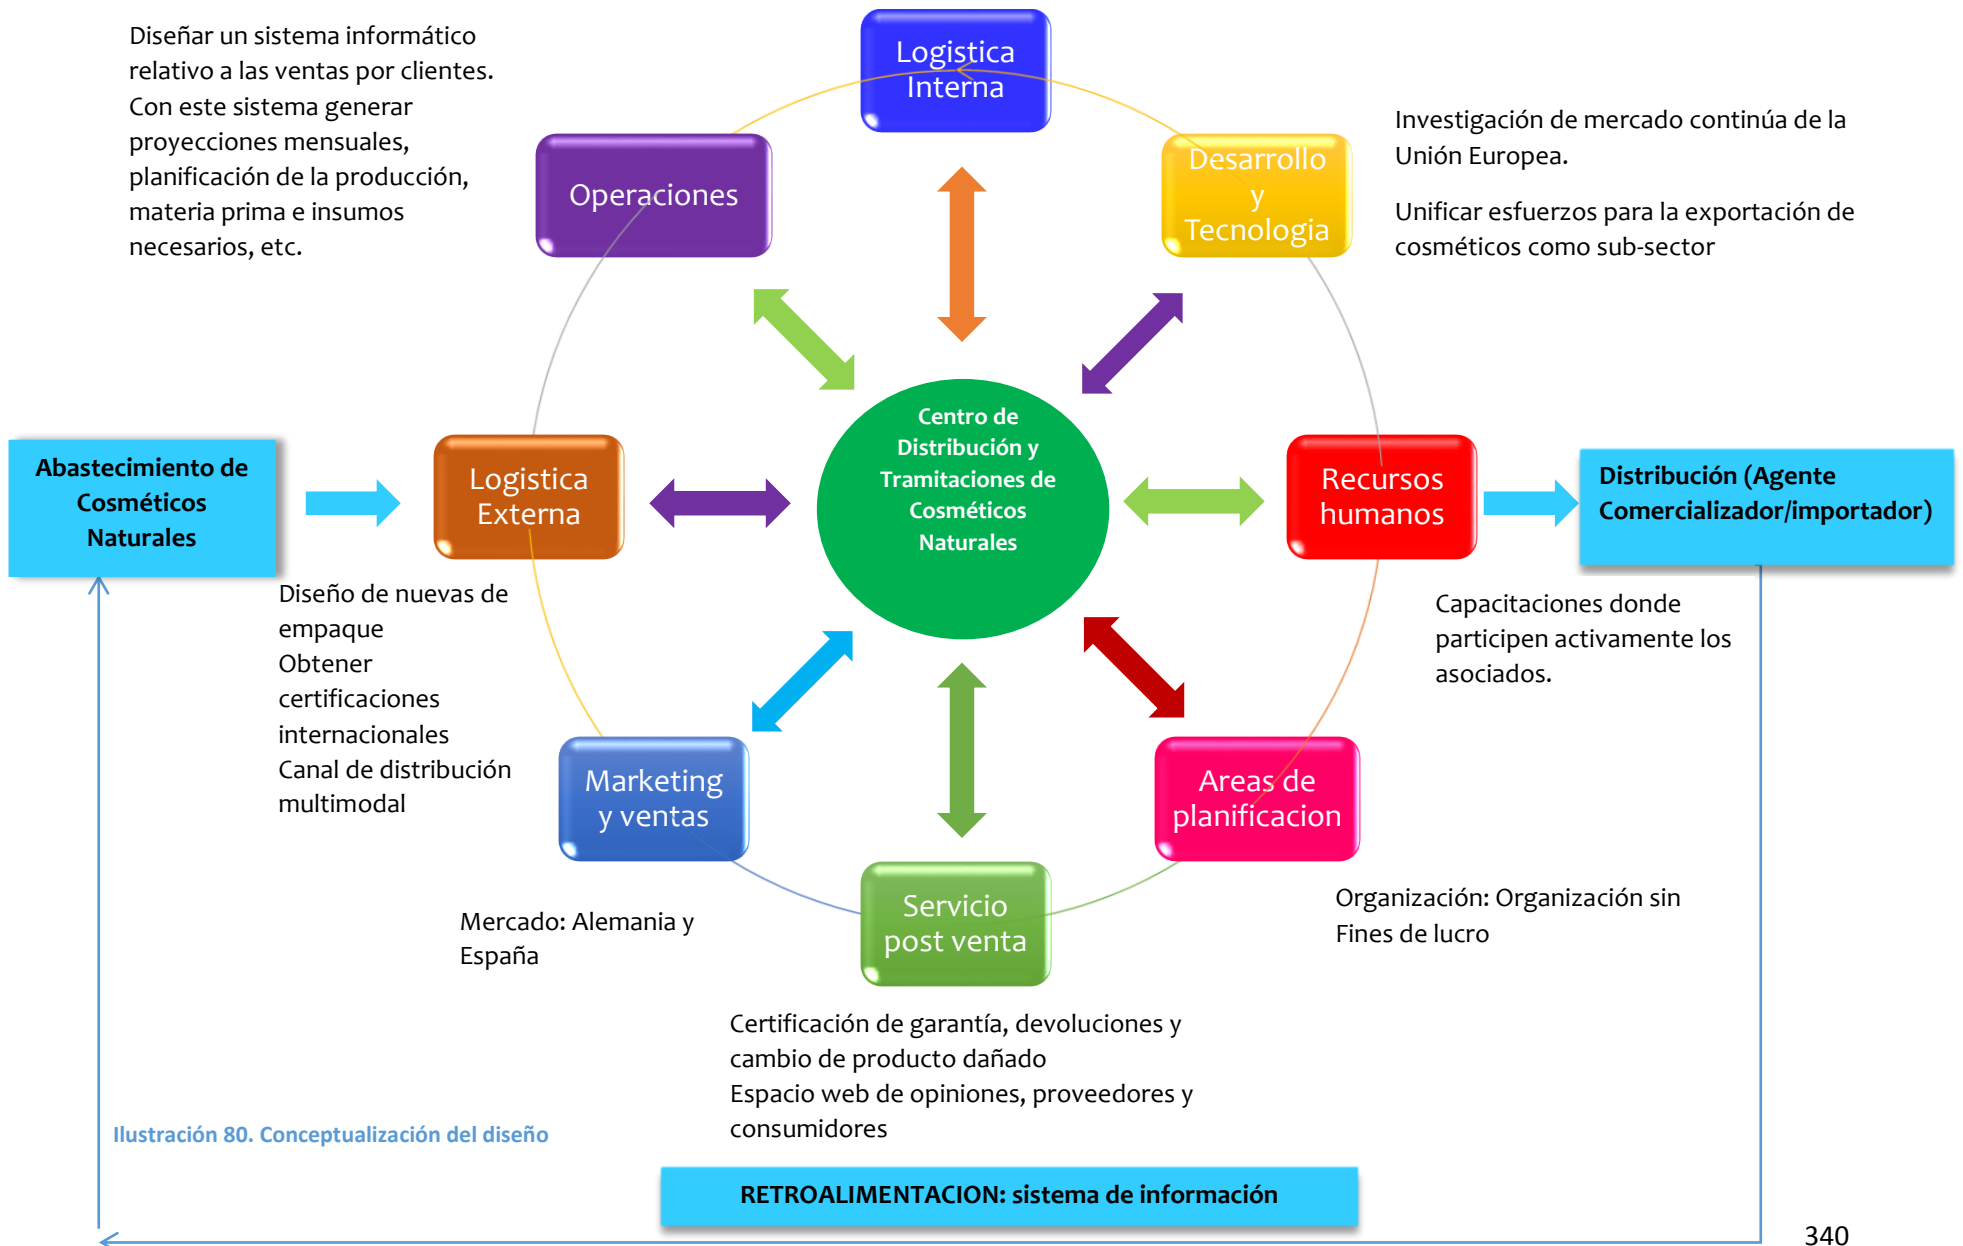 Diseñar un sistema informático
relativo a las ventas por clientes.
Con este sistema generar
proyecciones mensuales,
planificación de la producción,
materia prima e insumos
necesarios, etc.
Logistica
Interna
Investigación de mercado continúa de la
Unión Europea.
Unificar esfuerzos para la exportación de
cosméticos como sub-sector
Operaciones
Desarrollo
y
Tecnologia
Centro de
Distribución y
Tramitaciones de
Cosméticos
Naturales
Abastecimiento de
Cosméticos
Naturales
Logistica
Externa
Recursos
humanos
Distribución (Agente
Comercializador/importador)
Diseño de nuevas de
empaque
Obtener
certificaciones
internacionales
Canal de distribución
multimodal
Capacitaciones donde
participen activamente los
asociados.
Marketing
y ventas
Areas de
planificacion
Mercado: Alemania y
España
Servicio
post venta
Organización: Organización sin
Fines de lucro
Certificación de garantía, devoluciones y
cambio de producto dañado
Espacio web de opiniones, proveedores y
consumidores
Ilustración 80. Conceptualización del diseño
RETROALIMENTACION: sistema de información
340